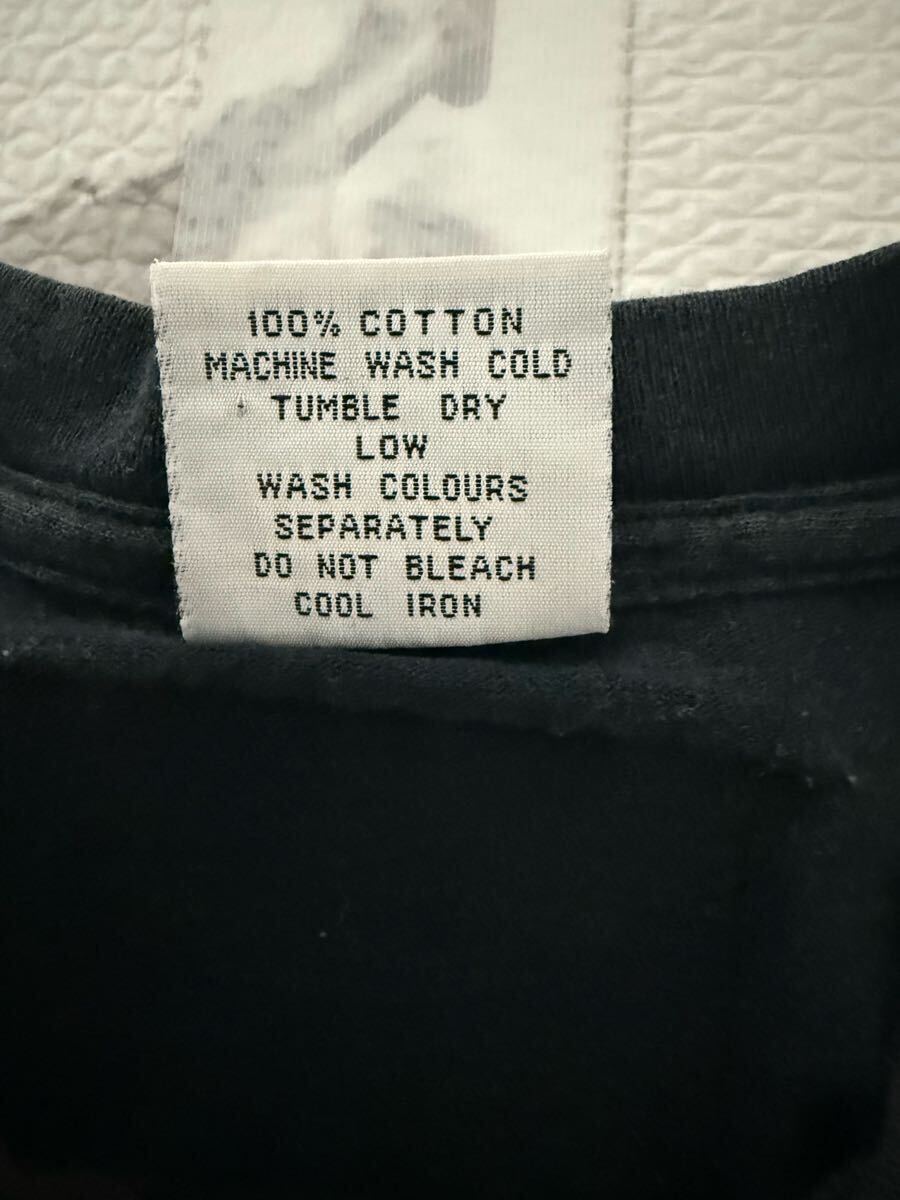 100% COTTON
MACHINE WASH COLD
TUMBLE DRY
LOW
WASH COLOURS
SEPARATELY
DO NOT BLEACH
COOL IRON